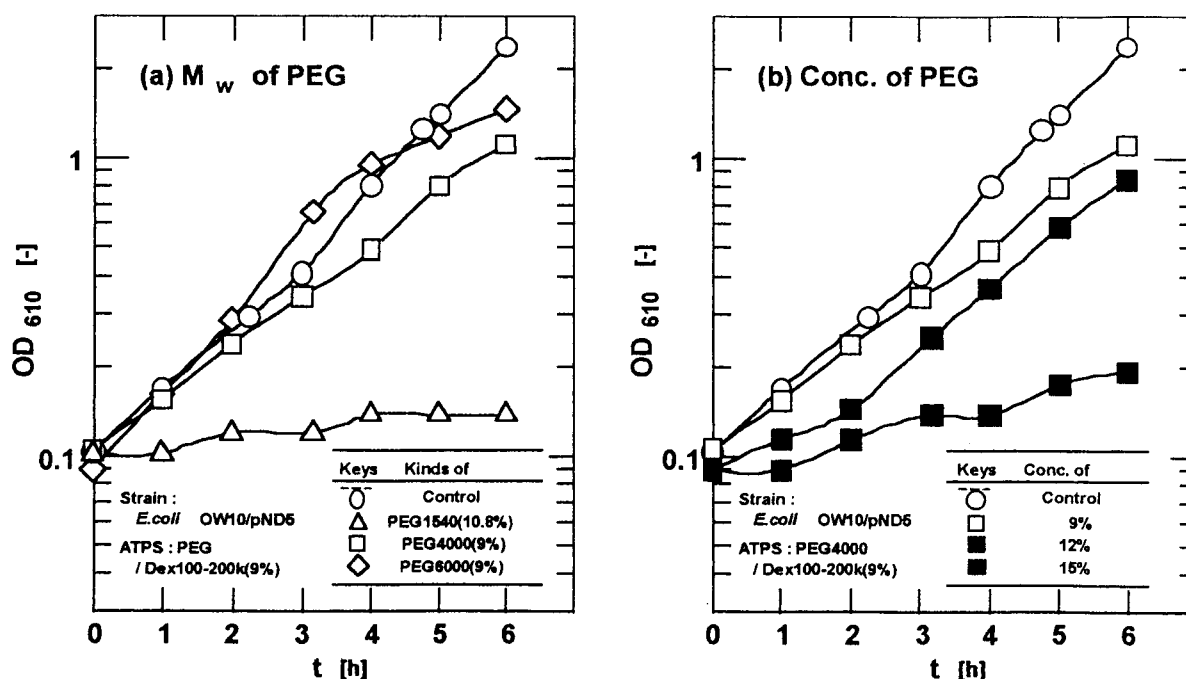 (a) M w of PEG
OD 610 [-]
1
0.1
Keys Kinds of
Control
PEG1540(10.8%)
PEG4000(9%)
PEG6000(9%)
Strain :
E.coli OW10/pND5
ATPS : PEG
/ Dex100-200k(9%)
0 1 2 3 4 5 6
t [h]
(b) Conc. of PEG
OD 610 [-]
1
0.1
Keys Conc. of
Control
9%
12%
15%
Strain :
E.coli OW10/pND5
ATPS : PEG4000
/ Dex100-200k(9%)
0 1 2 3 4 5 6
t [h]